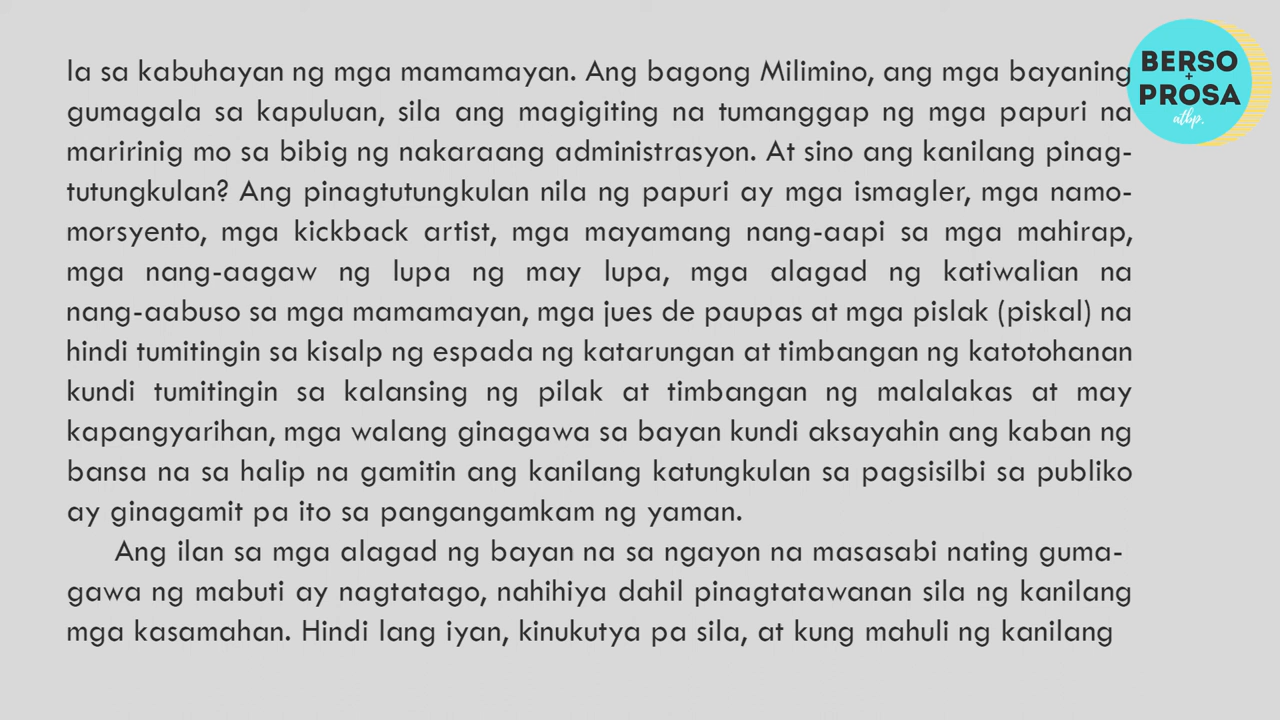 la sa kabuhayan ng mga mamamayan. Ang bagong Milimino, ang mga bayaning
gumagala sa kapuluan, sila ang magigiting na tumanggap ng mga papuri na
maririnig mo sa bibig ng nakaraang administrasyon. At sino ang kanilang pinag-
tutungkulan? Ang pinagtutungkulan nila ng papuri ay mga ismagler, mga namo-
morsyento, mga kickback artist, mga mayamang nang-aapi sa mga mahirap,
mga nang-aagaw ng lupa ng may lupa, mga alagad ng katiwalian na
nang-aabuso sa mga mamamayan, mga jues de paupas at mga pislak (piskal) na
hindi tumitingin sa kisalp ng espada ng katarungan at timbangan ng katotohanan
kundi tumitingin sa kalansing ng pilak at timbangan ng malalakas at may
kapangyarihan, mga walang ginagawa sa bayan kundi aksayahin ang kaban ng
bansa na sa halip na gamitin ang kanilang katungkulan sa pagsisilbi sa publiko
ay ginagamit pa ito sa pangangamkam ng yaman.
Ang ilan sa mga alagad ng bayan na sa ngayon na masasabi nating guma-
gawa ng mabuti ay nagtatago, nahihiya dahil pinagtatawanan sila ng kanilang
mga kasamahan. Hindi lang iyan, kinukutya pa sila, at kung mahuli ng kanilang
BERSO
+
PROSA
atbp.